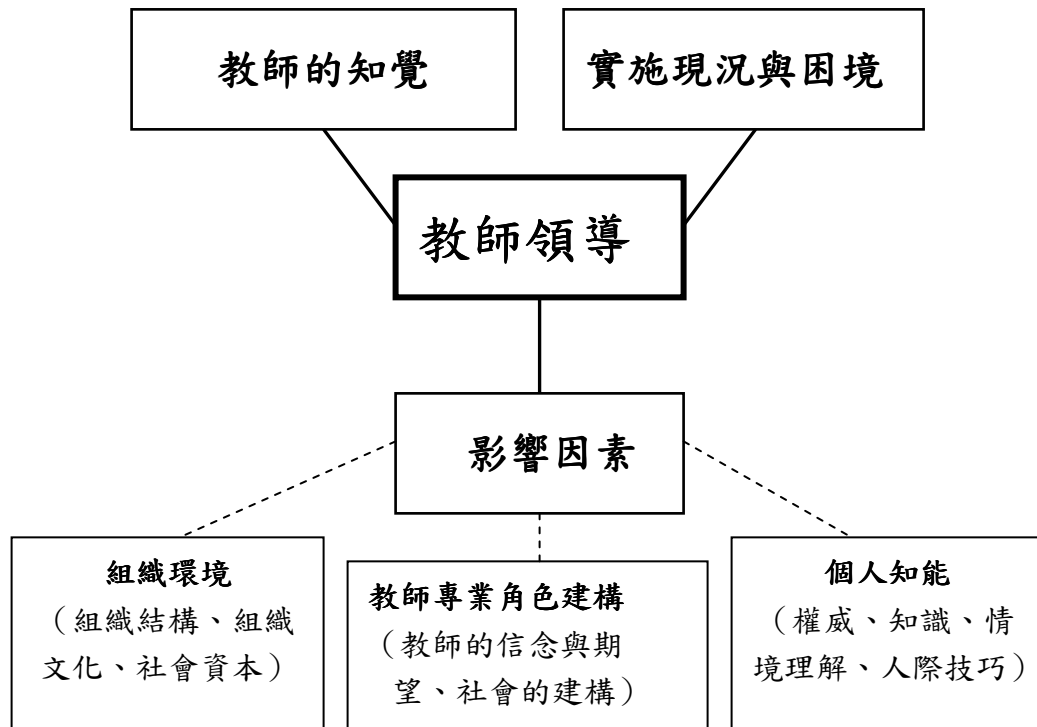 教師的知覺
實施現況與困境
教師領導
影響因素
組織環境
（組織結構、組織
文化、社會資本）
教師專業角色建構
（教師的信念與期
望、社會的建構）
個人知能
（權威、知識、情
境理解、人際技巧）